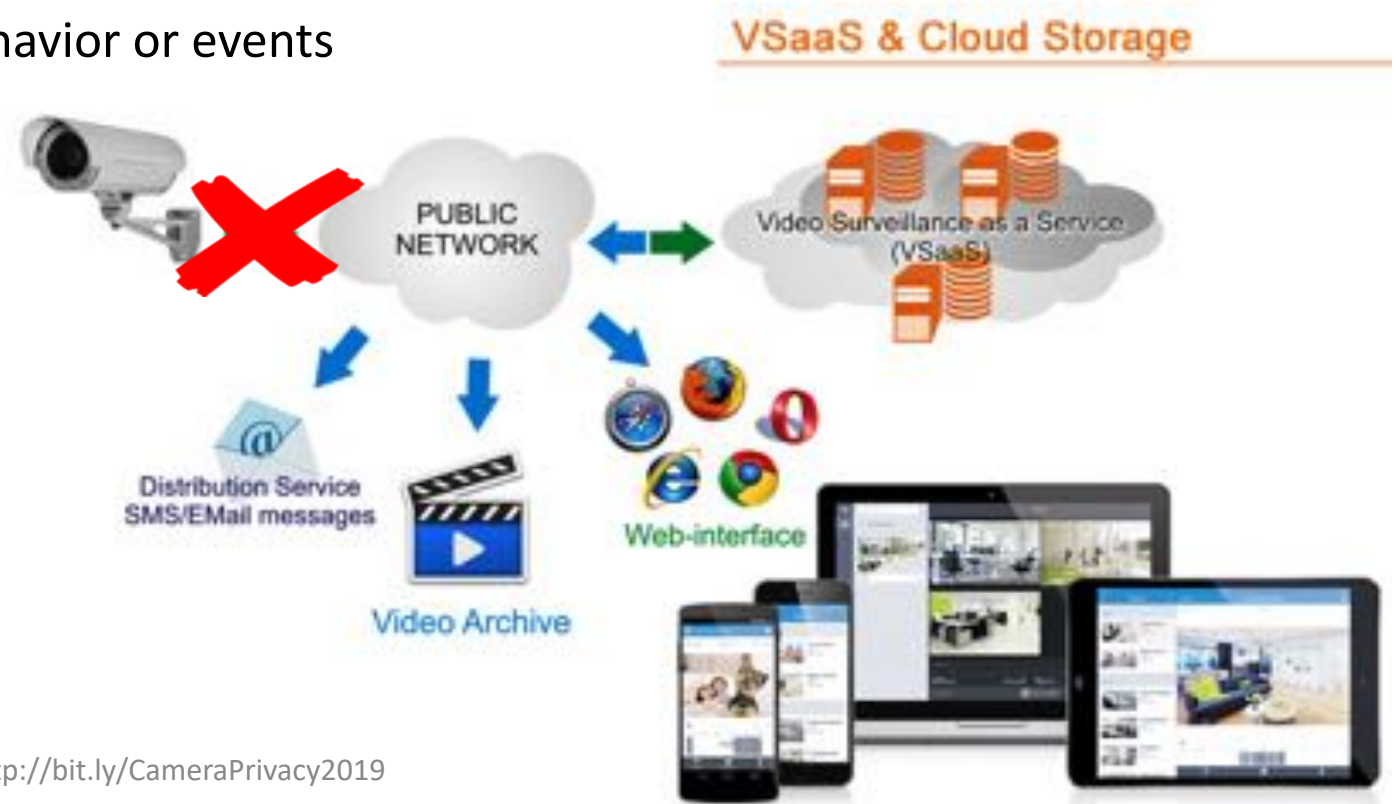 havior or events
VSaaS & Cloud Storage
PUBLIC
NETWORK
Video Surveillance as a Service
(VSaaS)
@
Distribution Service
SMS/EMail messages
Web-interface
Video Archive
tp://bit.ly/CameraPrivacy2019